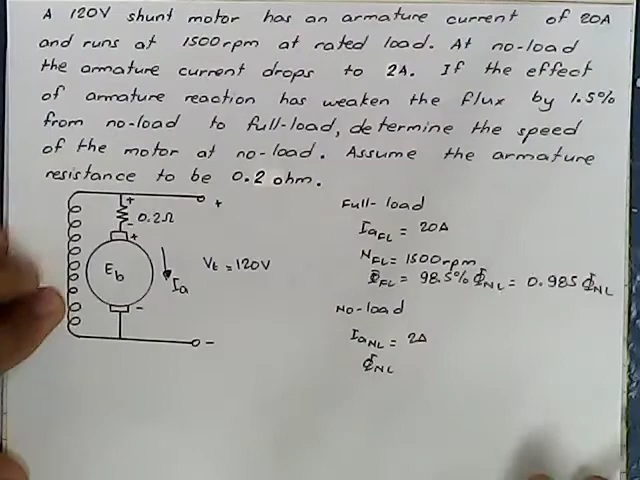 A 120V shunt motor has an armature current of 20A
and runs at 1500rpm at rated load. At no-load
the armature current drops to 2A. If the effect
of armature reaction has weaken the flux by 1.5%
from no-load to full-load, determine the speed
of the motor at no-load. Assume the armature
resistance to be 0.2 ohm.
+
0.2Ω
-
+
+
Eb
Ia
Vt = 120V
-
-
Full-load
IaFL = 20A
NFL = 1500rpm
ΦFL = 98.5% ΦNL = 0.985 ΦNL
No-load
IaNL = 2A
ΦNL